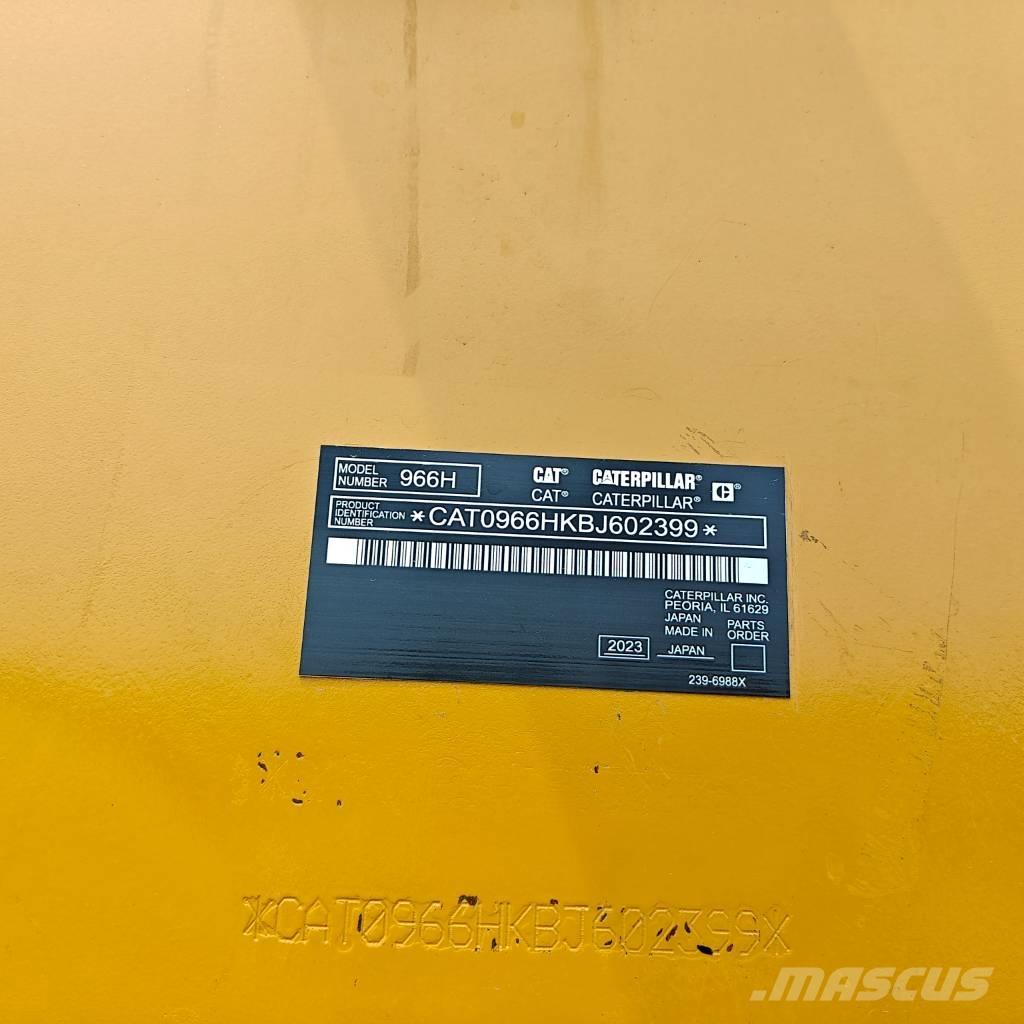 MODEL
NUMBER 966H
CAT® CATERPILLAR®
CAT® CATERPILLAR® C®
PRODUCT
IDENTIFICATION
NUMBER *CAT0966HKBJ602399*
CATERPILLAR INC.
PEORIA, IL 61629
JAPAN
MADE IN
2023 JAPAN
PARTS
ORDER
239-6988X
*CAT0966HKBJ602399*
MASCUS